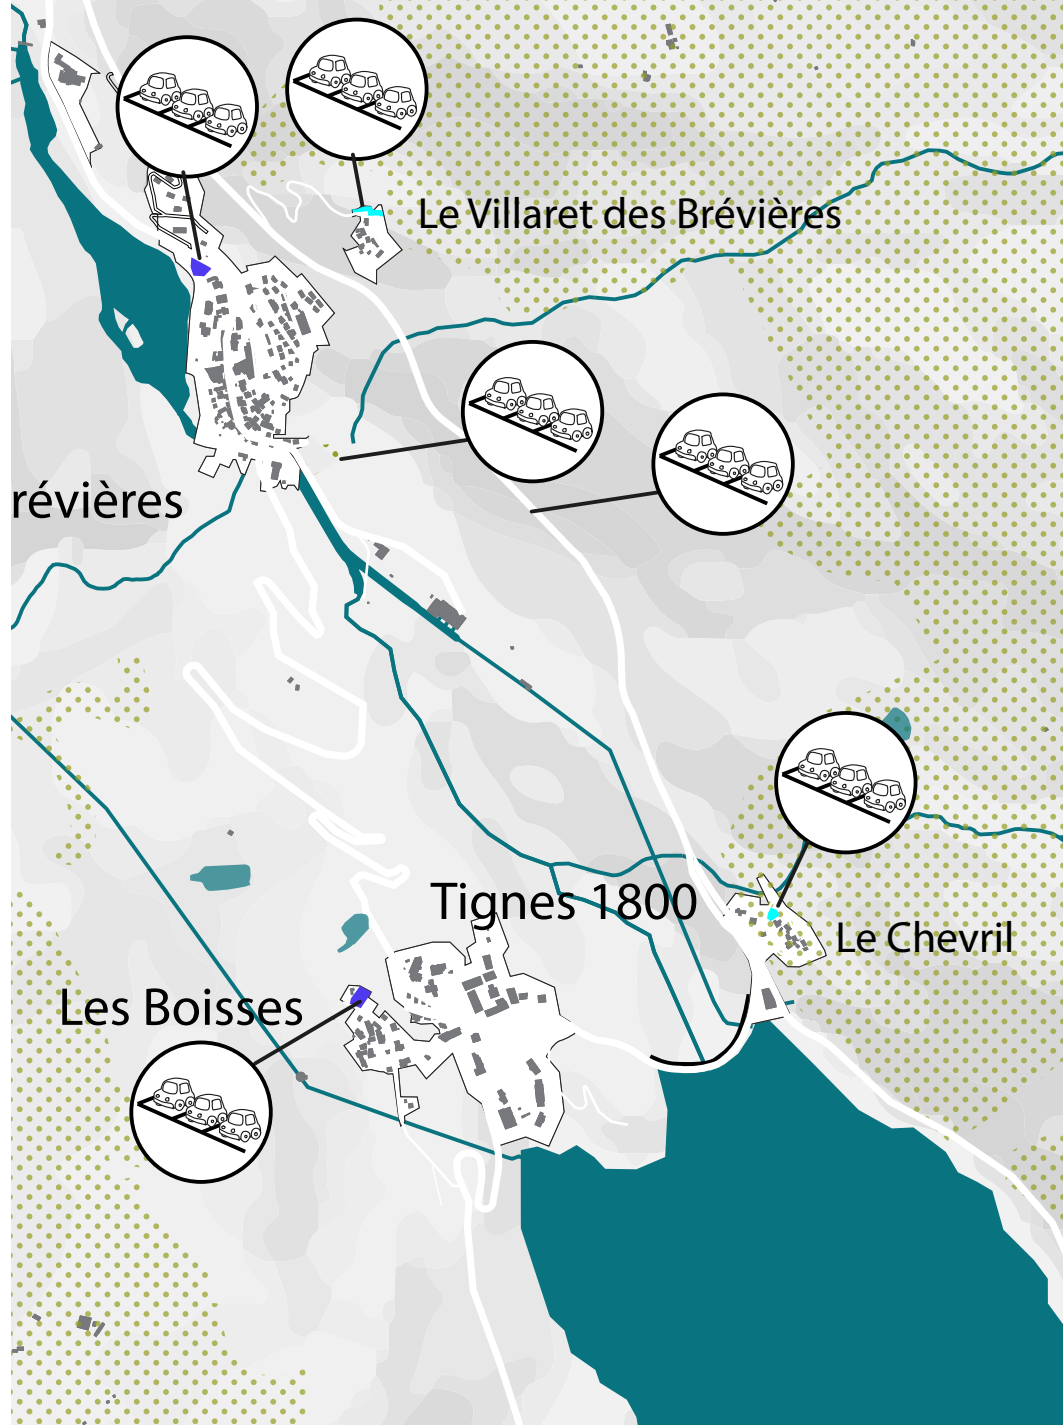 Le Villaret des Brévières
révières
Tignes 1800
Le Chevril
Les Boisses